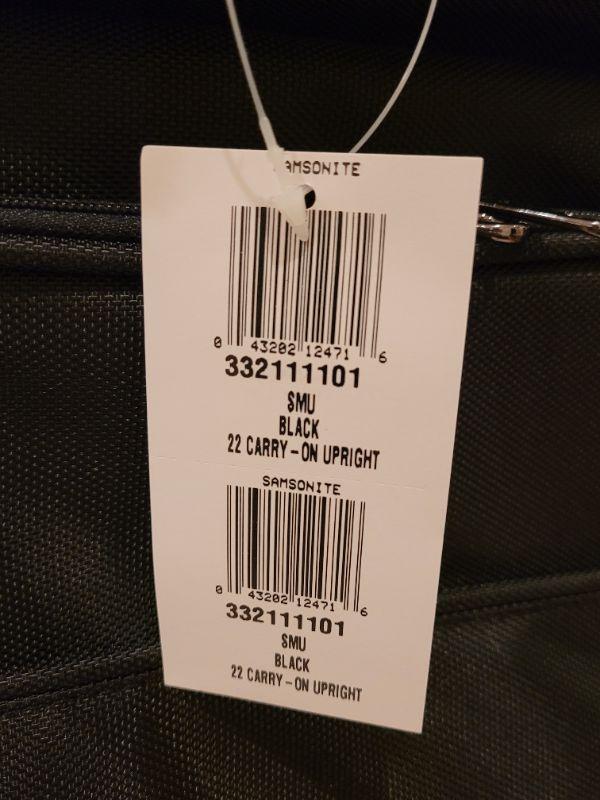 SAMSONITE
0 43202 12471 6
332111101
SMU
BLACK
22 CARRY-ON UPRIGHT
SAMSONITE
0 43202 12471 6
332111101
SMU
BLACK
22 CARRY-ON UPRIGHT